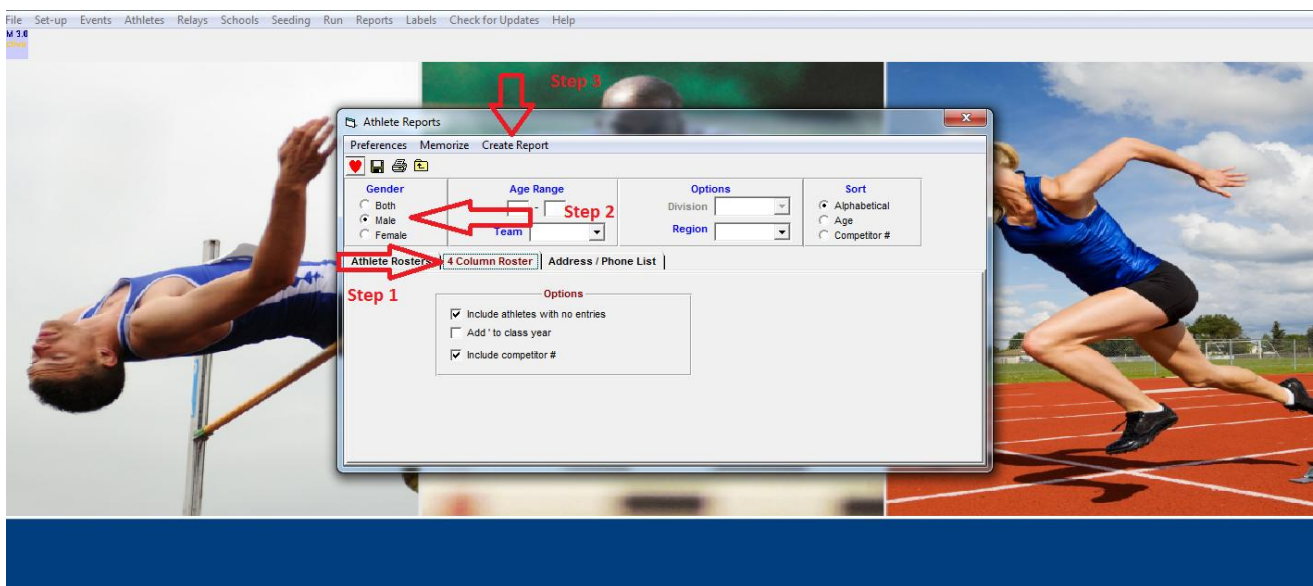 File Set-up Events Athletes Relays Schools Seeding Run Reports Labels Check for Updates Help
M 3.0
Step 3
Athlete Reports
Preferences Memorize Create Report
Gender Age Range Options Sort
Both - Division Alphabetical
Male Step 2 Age
Female Team Region Competitor #
Athlete Rosters 4 Column Roster Address / Phone List
Step 1
Options
Include athletes with no entries
Add ' to class year
Include competitor #